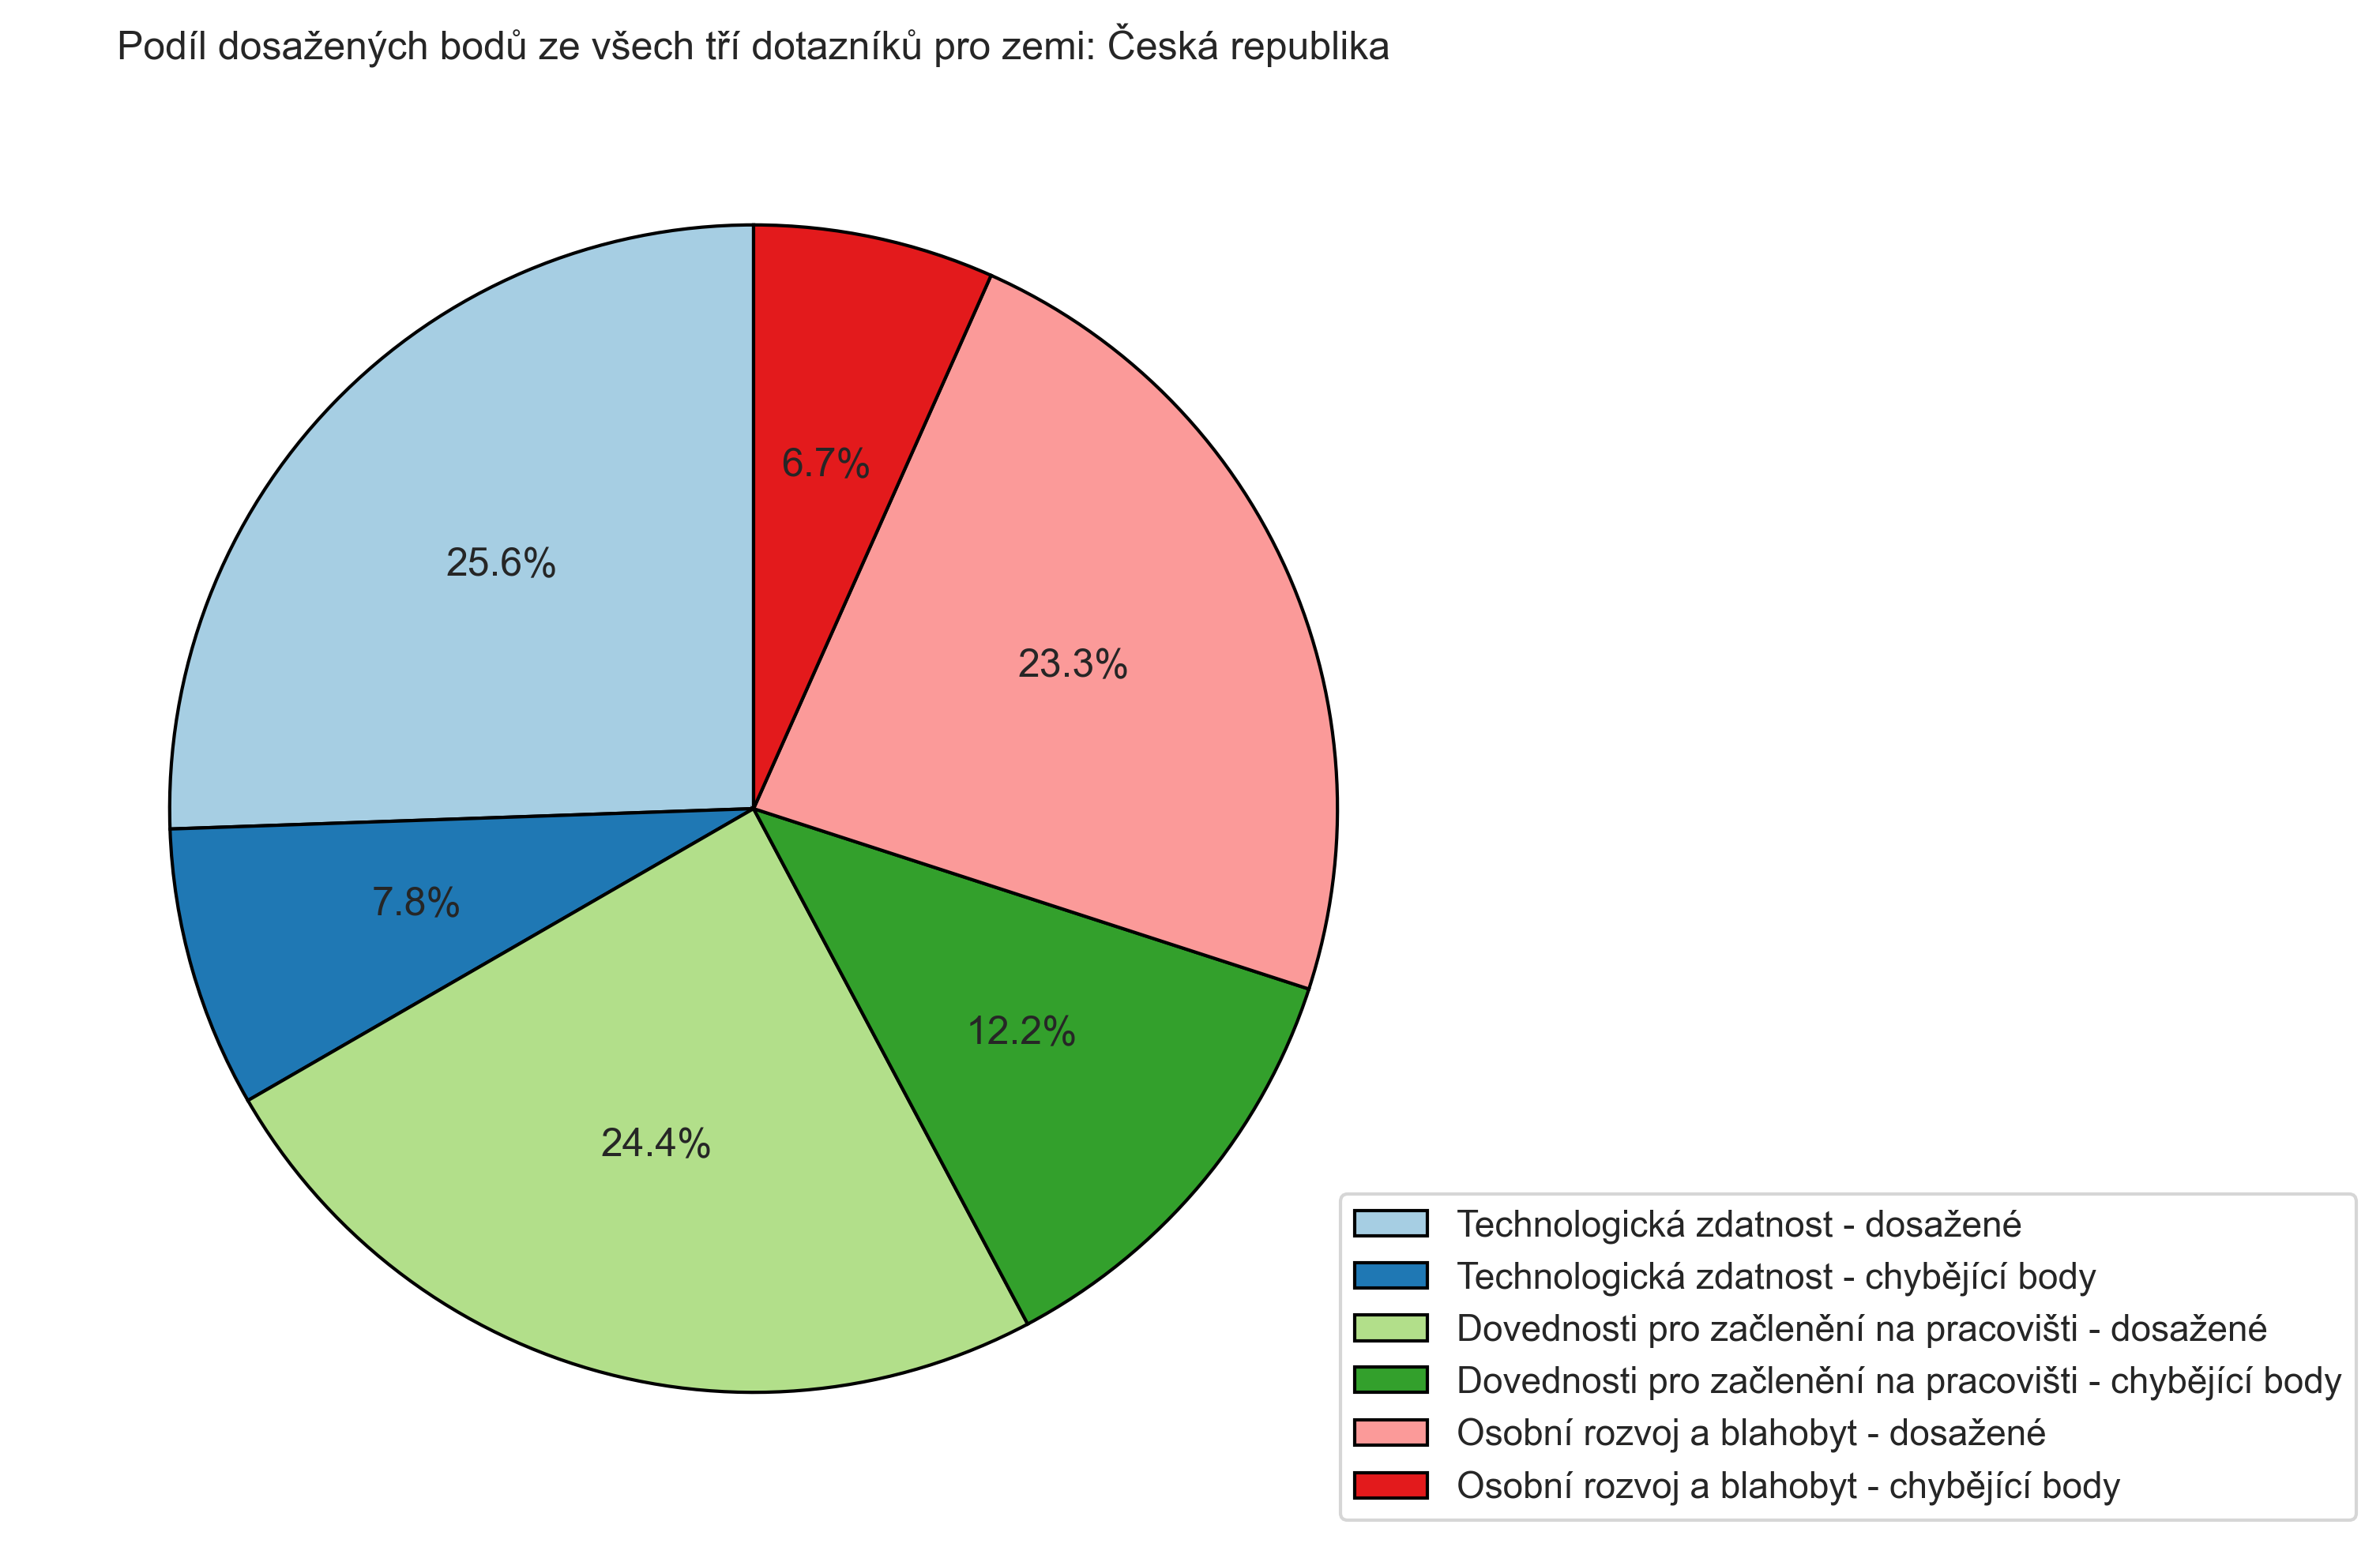 Podíl dosažených bodů ze všech tří dotazníků pro zemi: Česká republika
6.7%
25.6%
23.3%
7.8%
12.2%
24.4%
Technologická zdatnost - dosažené
Technologická zdatnost - chybějící body
Dovednosti pro začlenění na pracovišti - dosažené
Dovednosti pro začlenění na pracovišti - chybějící body
Osobní rozvoj a blahobyt - dosažené
Osobní rozvoj a blahobyt - chybějící body